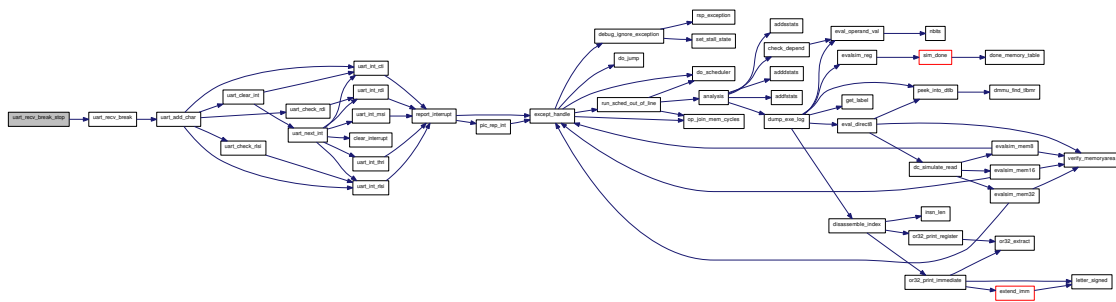 uart_recv_break_stop
uart_recv_break
uart_add_char
uart_clear_int
uart_check_rlsi
uart_check_rdi
uart_next_int
uart_int_cti
uart_int_rdi
uart_int_msi
clear_interrupt
uart_int_thri
uart_int_rlsi
report_interrupt
pic_rep_int
except_handle
debug_ignore_exception
do_jump
run_sched_out_of_line
rsp_exception
set_stall_state
do_scheduler
analysis
op_join_mem_cycles
addsstats
check_depend
adddstats
addfstats
dump_exe_log
eval_operand_val
evalsim_reg
get_label
eval_direct8
disassemble_index
nbits
sim_done
peek_into_ditlb
dc_simulate_read
insn_len
or32_print_register
or32_print_immediate
done_memory_table
dmmu_find_tlbmr
evalsim_mem8
evalsim_mem16
evalsim_mem32
or32_extract
extend_imm
verify_memoryarea
letter_signed